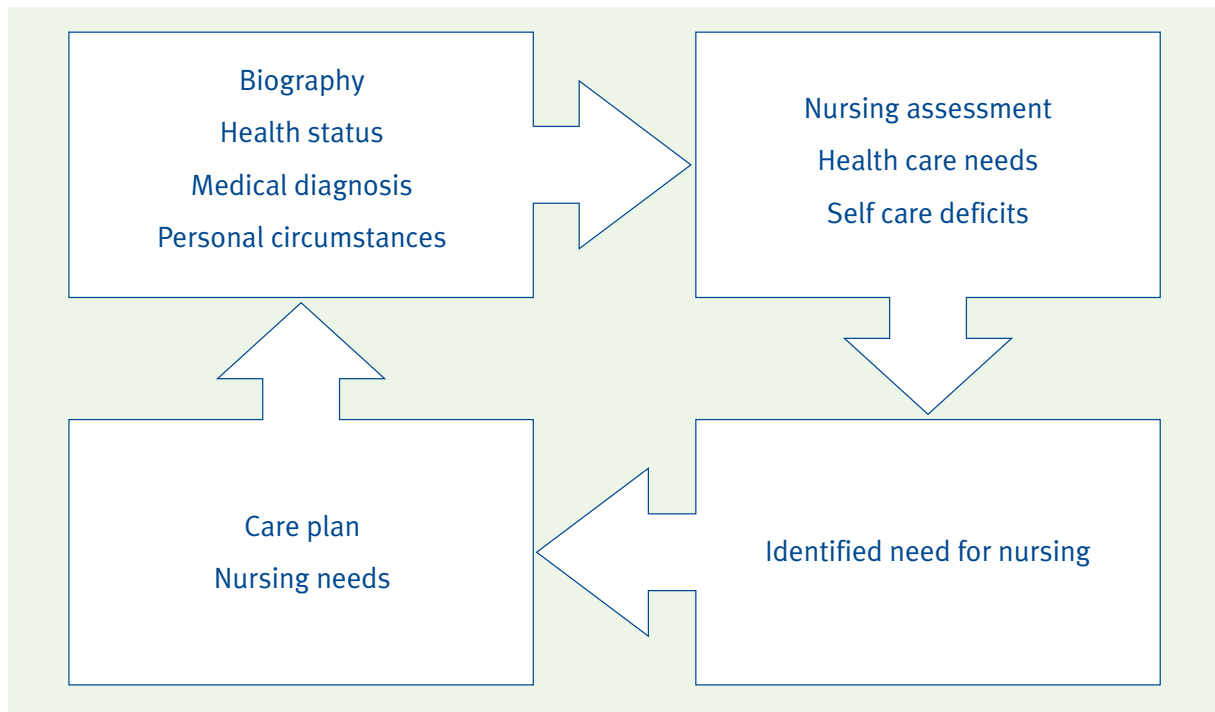 Biography
Health status
Medical diagnosis
Personal circumstances
Nursing assessment
Health care needs
Self care deficits
Care plan
Nursing needs
Identified need for nursing